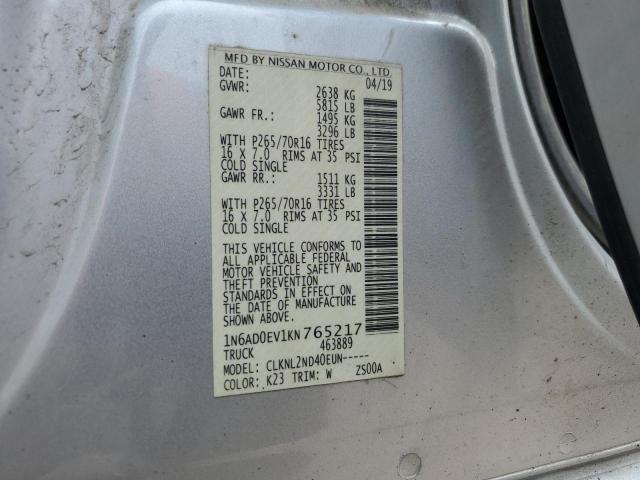 MFD BY NISSAN MOTOR CO., LTD.
DATE: 04/19
GVWR: 2638 KG
5815 LB
GAWR FR.: 1495 KG
3296 LB
WITH P265/70R16 TIRES
16 X 7.0 RIMS AT 35 PSI
COLD SINGLE
GAWR RR.: 1511 KG
3331 LB
WITH P265/70R16 TIRES
16 X 7.0 RIMS AT 35 PSI
COLD SINGLE
THIS VEHICLE CONFORMS TO
ALL APPLICABLE FEDERAL
MOTOR VEHICLE SAFETY AND
THEFT PREVENTION
STANDARDS IN EFFECT ON
THE DATE OF MANUFACTURE
SHOWN ABOVE.
1N6AD0EV1KN765217
TRUCK 463889
MODEL: CLKNL2ND40EUN-----
COLOR: K23 TRIM: W ZS00A